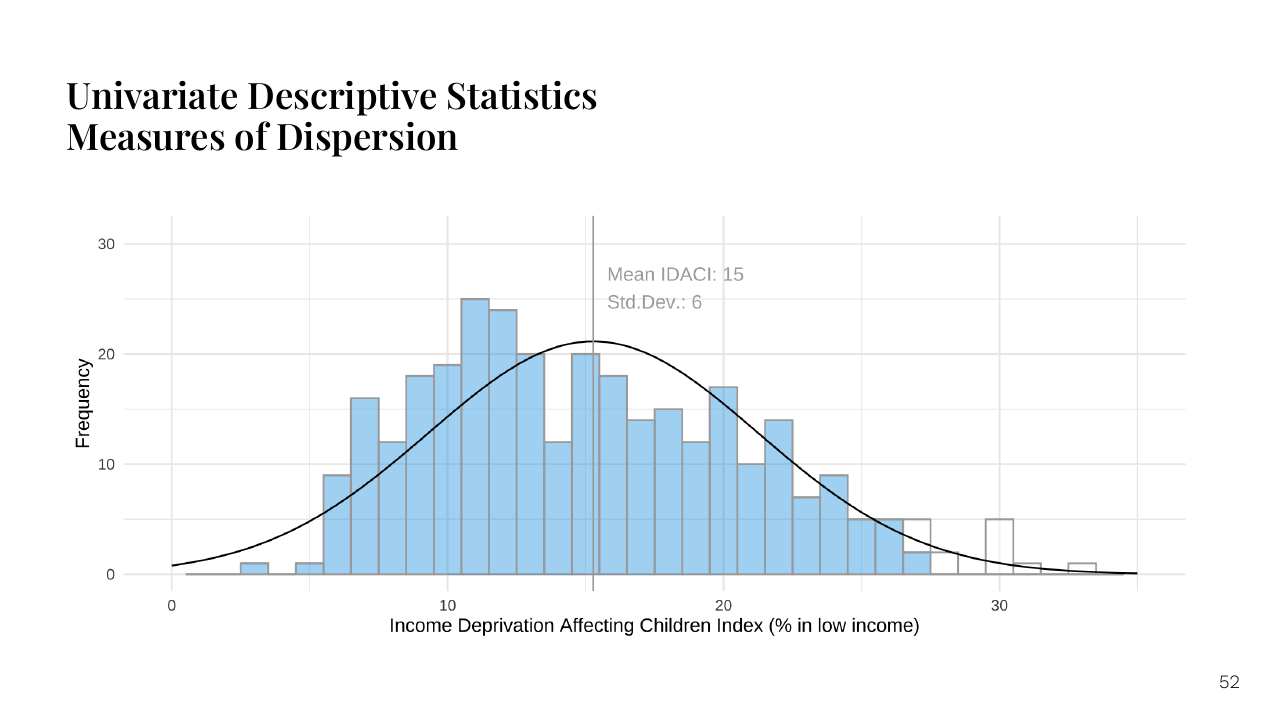 Univariate Descriptive Statistics
Measures of Dispersion
30
20
10
0
Frequency
Mean IDACI: 15
Std.Dev.: 6
0 10 20 30
Income Deprivation Affecting Children Index (% in low income)
52